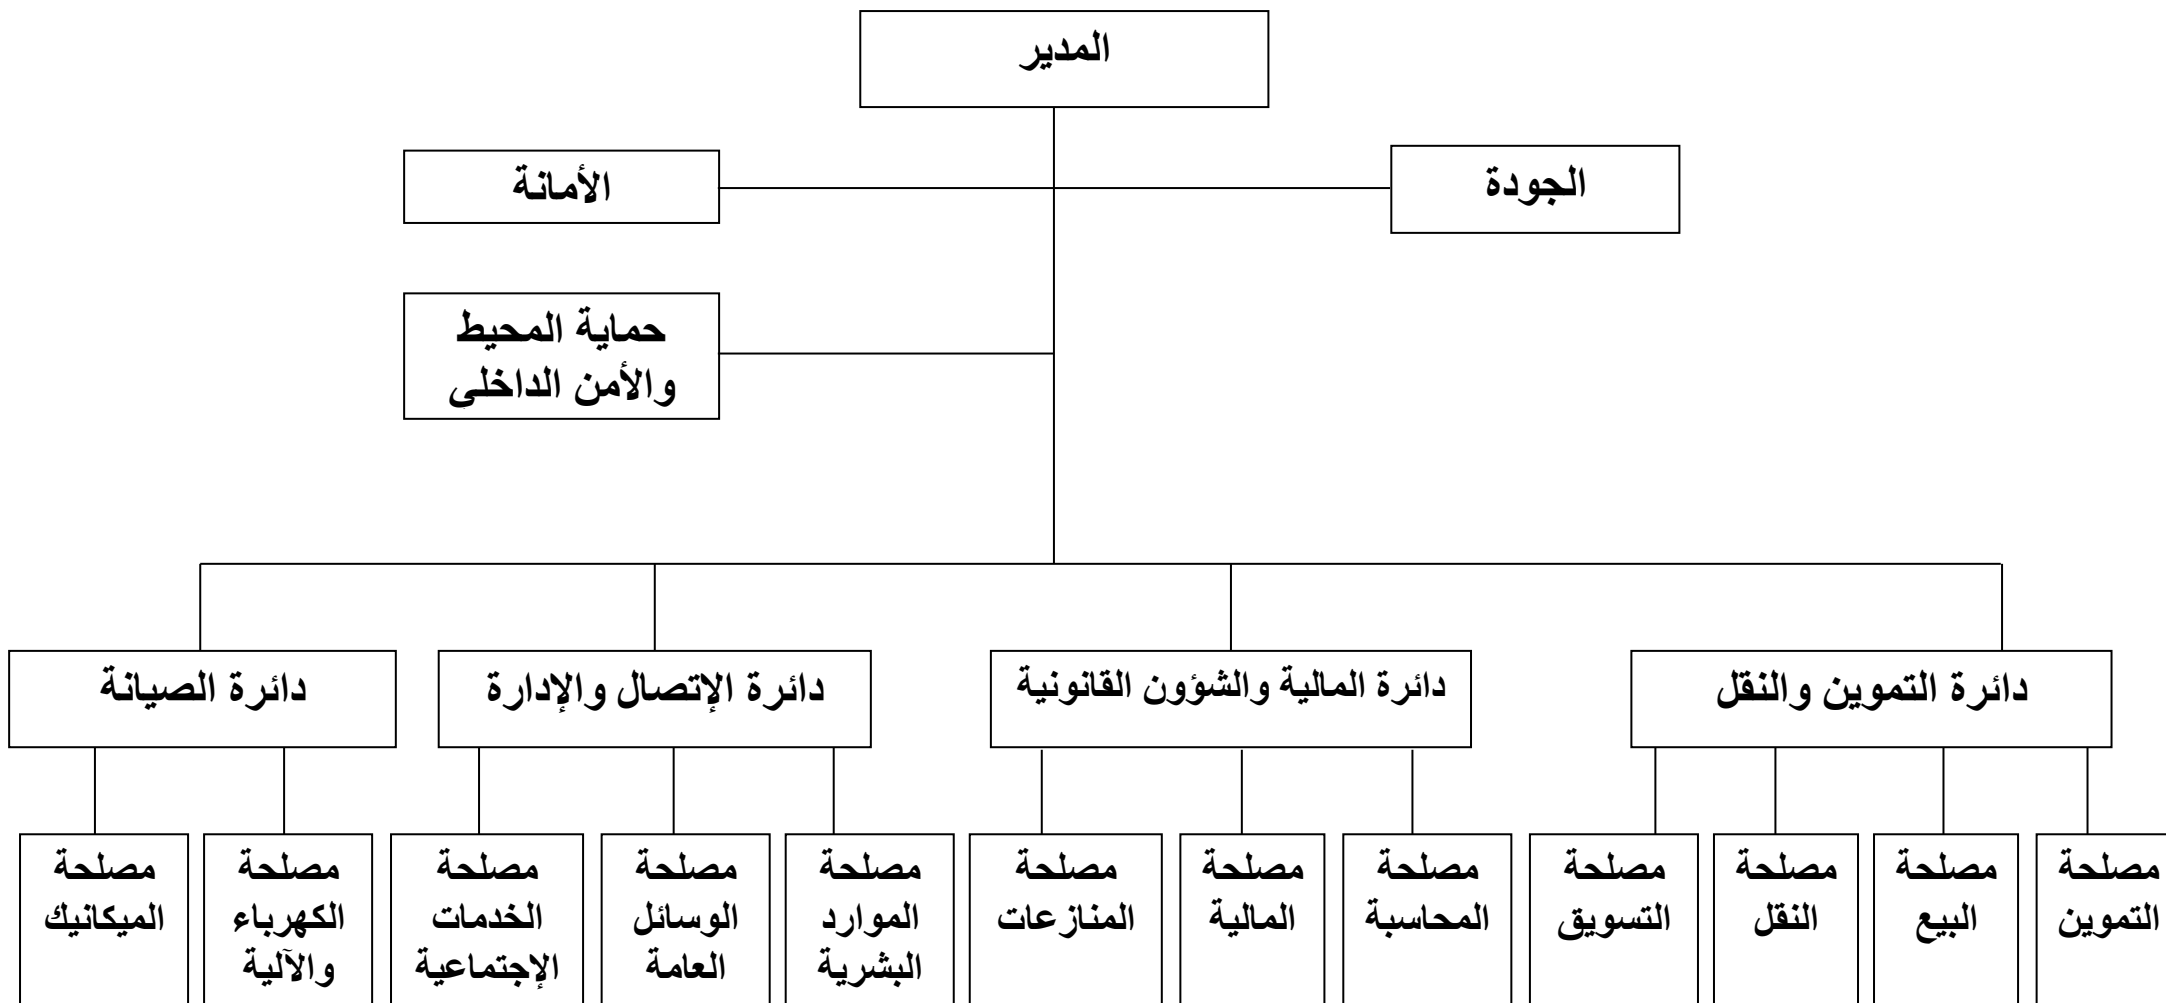 المدير
الجودة
الأمانة
حماية المحيط
والأمن الداخلي
دائرة التموين والنقل
دائرة المالية والشؤون القانونية
دائرة الإتصال والإدارة
دائرة الصيانة
مصلحة
التموين
مصلحة
البيع
مصلحة
النقل
مصلحة
التسويق
مصلحة
المحاسبة
مصلحة
المالية
مصلحة
المنازعات
مصلحة
الموارد
البشرية
مصلحة
الوسائل
العامة
مصلحة
الخدمات
الإجتماعية
مصلحة
الكهرباء
والآلية
مصلحة
الميكانيك